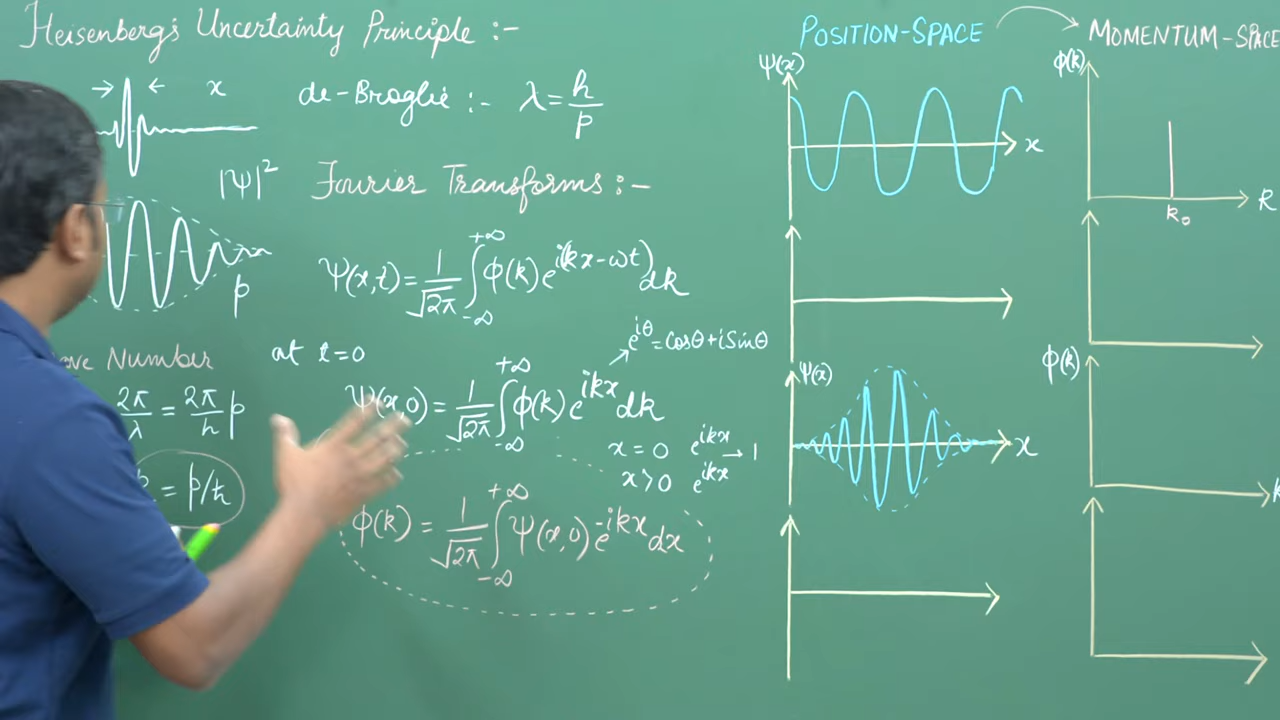 Heisenberg's Uncertainty Principle :-
x
de-Broglie :- λ = h/p
|Ψ|²
Fourier Transforms :-
p
Ψ(x,t) = 1/√2π ∫₋∞⁺∞ ϕ(k) e^{i(kx-ωt)} dk
e^{iθ} = Cosθ + i Sinθ
Number
at t=0
2π/λ = 2π/h p
Ψ(x,0) = 1/√2π ∫₋∞⁺∞ ϕ(k) e^{ikx} dk
x = 0 e^{ikx} → 1
x > 0 e^{ikx}
= p/ħ
ϕ(k) = 1/√2π ∫₋∞⁺∞ Ψ(x,0) e^{-ikx} dx
POSITION-SPACE
MOMENTUM-SPACE
Ψ(x)
x
ϕ(k)
k
k₀
Ψ(x)
x
ϕ(k)
k